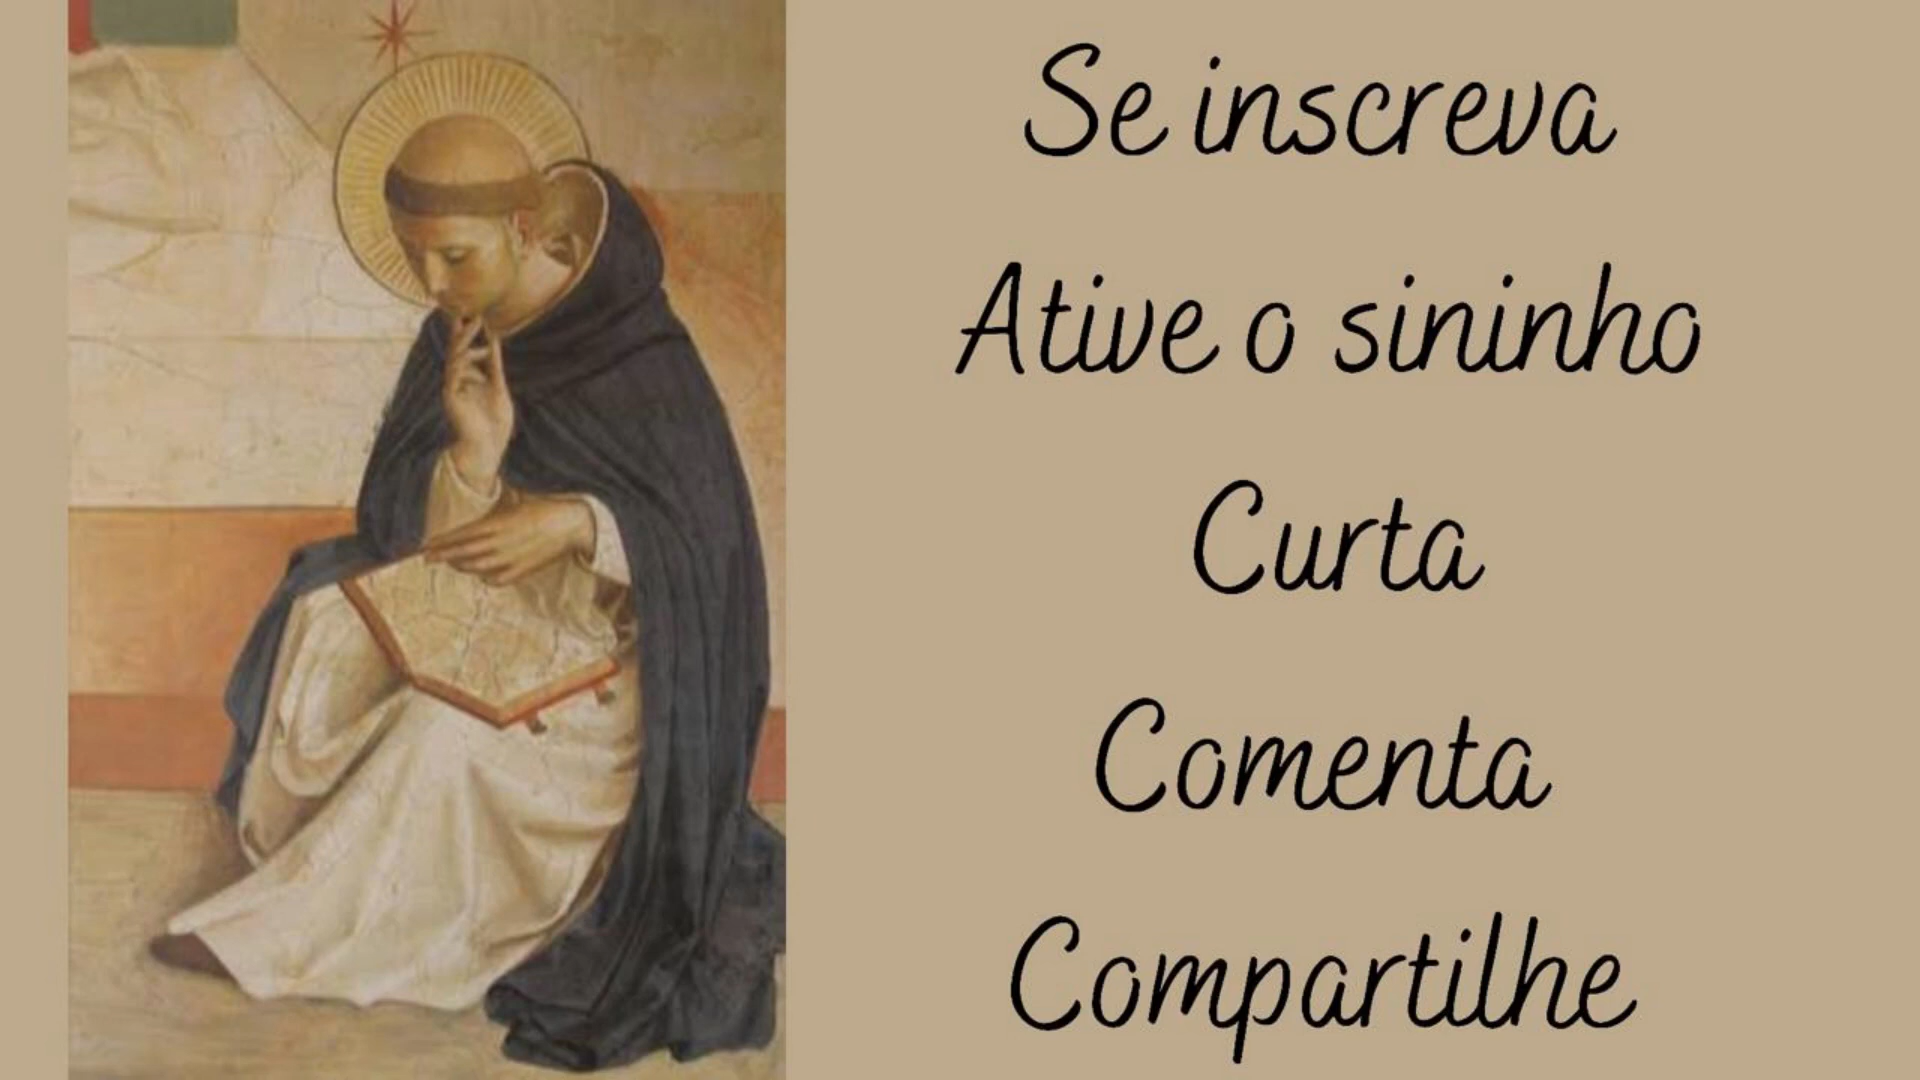 Se inscreva
Ative o sininho
Curta
Comenta
Compartilhe